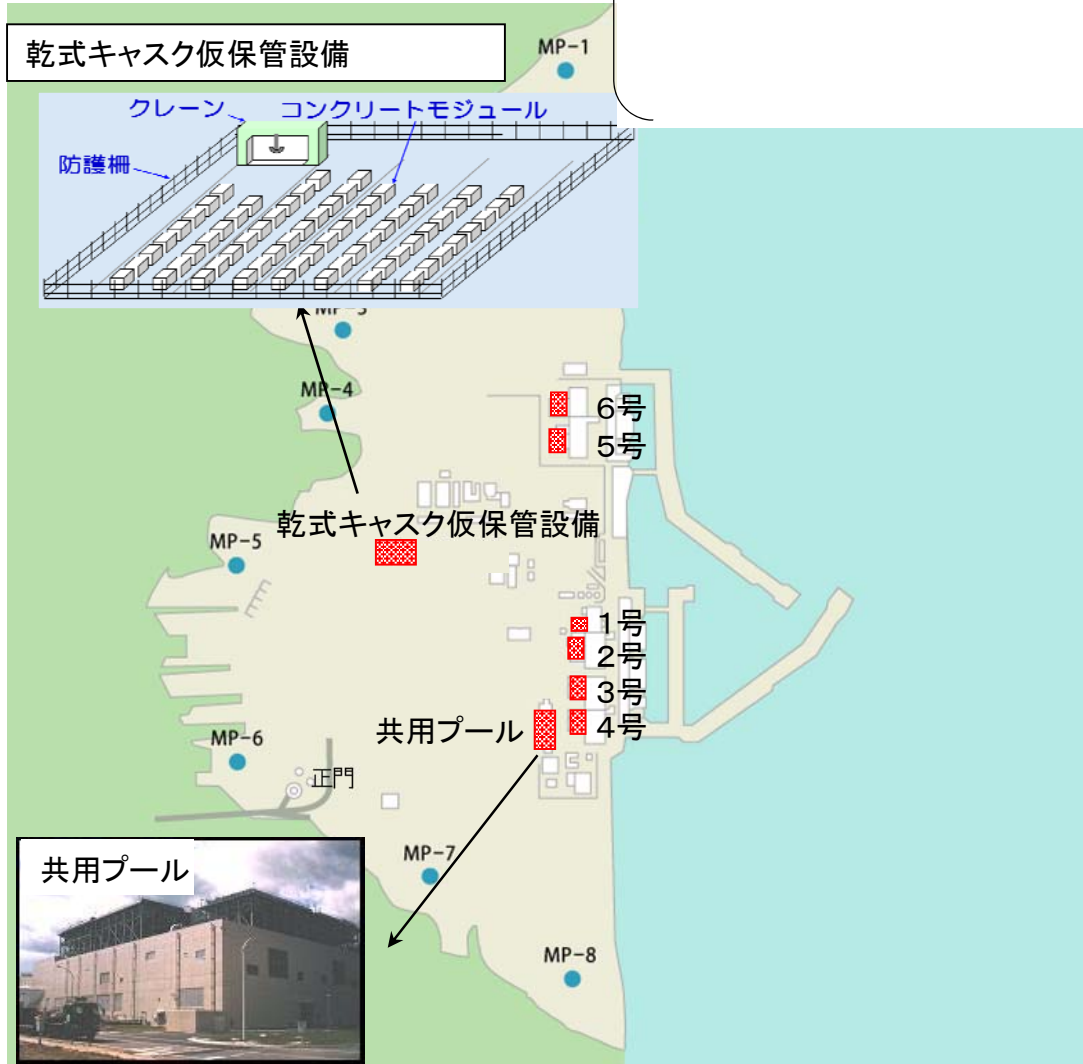 乾式キャスク仮保管設備
MP-1
クレーン
コンクリートモジュール
防護柵
MP-3
MP-4
6号
5号
乾式キャスク仮保管設備
MP-5
1号
2号
3号
4号
共用プール
MP-6
正門
共用プール
MP-7
MP-8